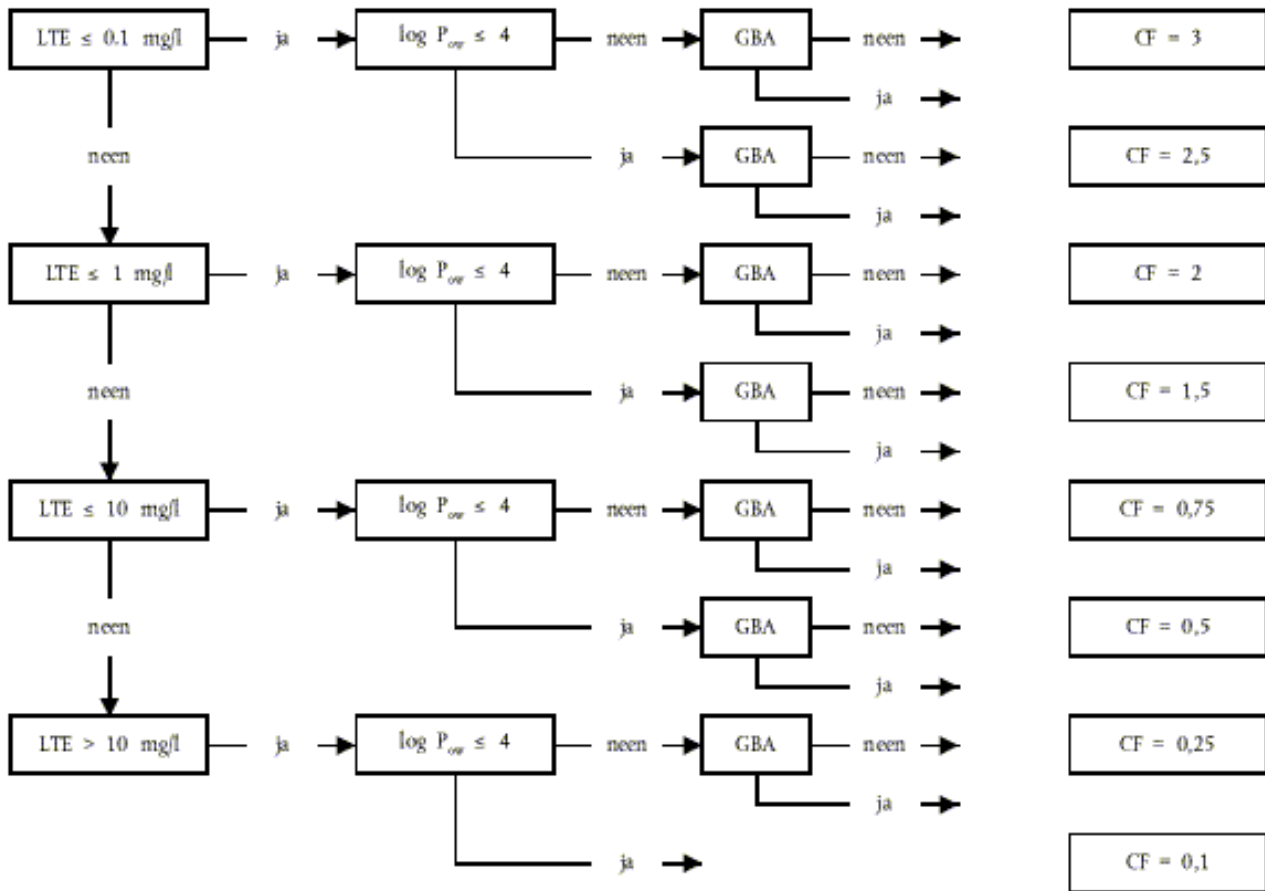 LTE ≤ 0.1 mg/l ja log Pow ≤ 4 neen GBA neen CF = 3
ja
neen ja GBA neen CF = 2,5
ja
LTE ≤ 1 mg/l ja log Pow ≤ 4 neen GBA neen CF = 2
ja
neen ja GBA neen CF = 1,5
ja
LTE ≤ 10 mg/l ja log Pow ≤ 4 neen GBA neen CF = 0,75
ja
neen ja GBA neen CF = 0,5
ja
LTE > 10 mg/l ja log Pow ≤ 4 neen GBA neen CF = 0,25
ja
ja CF = 0,1